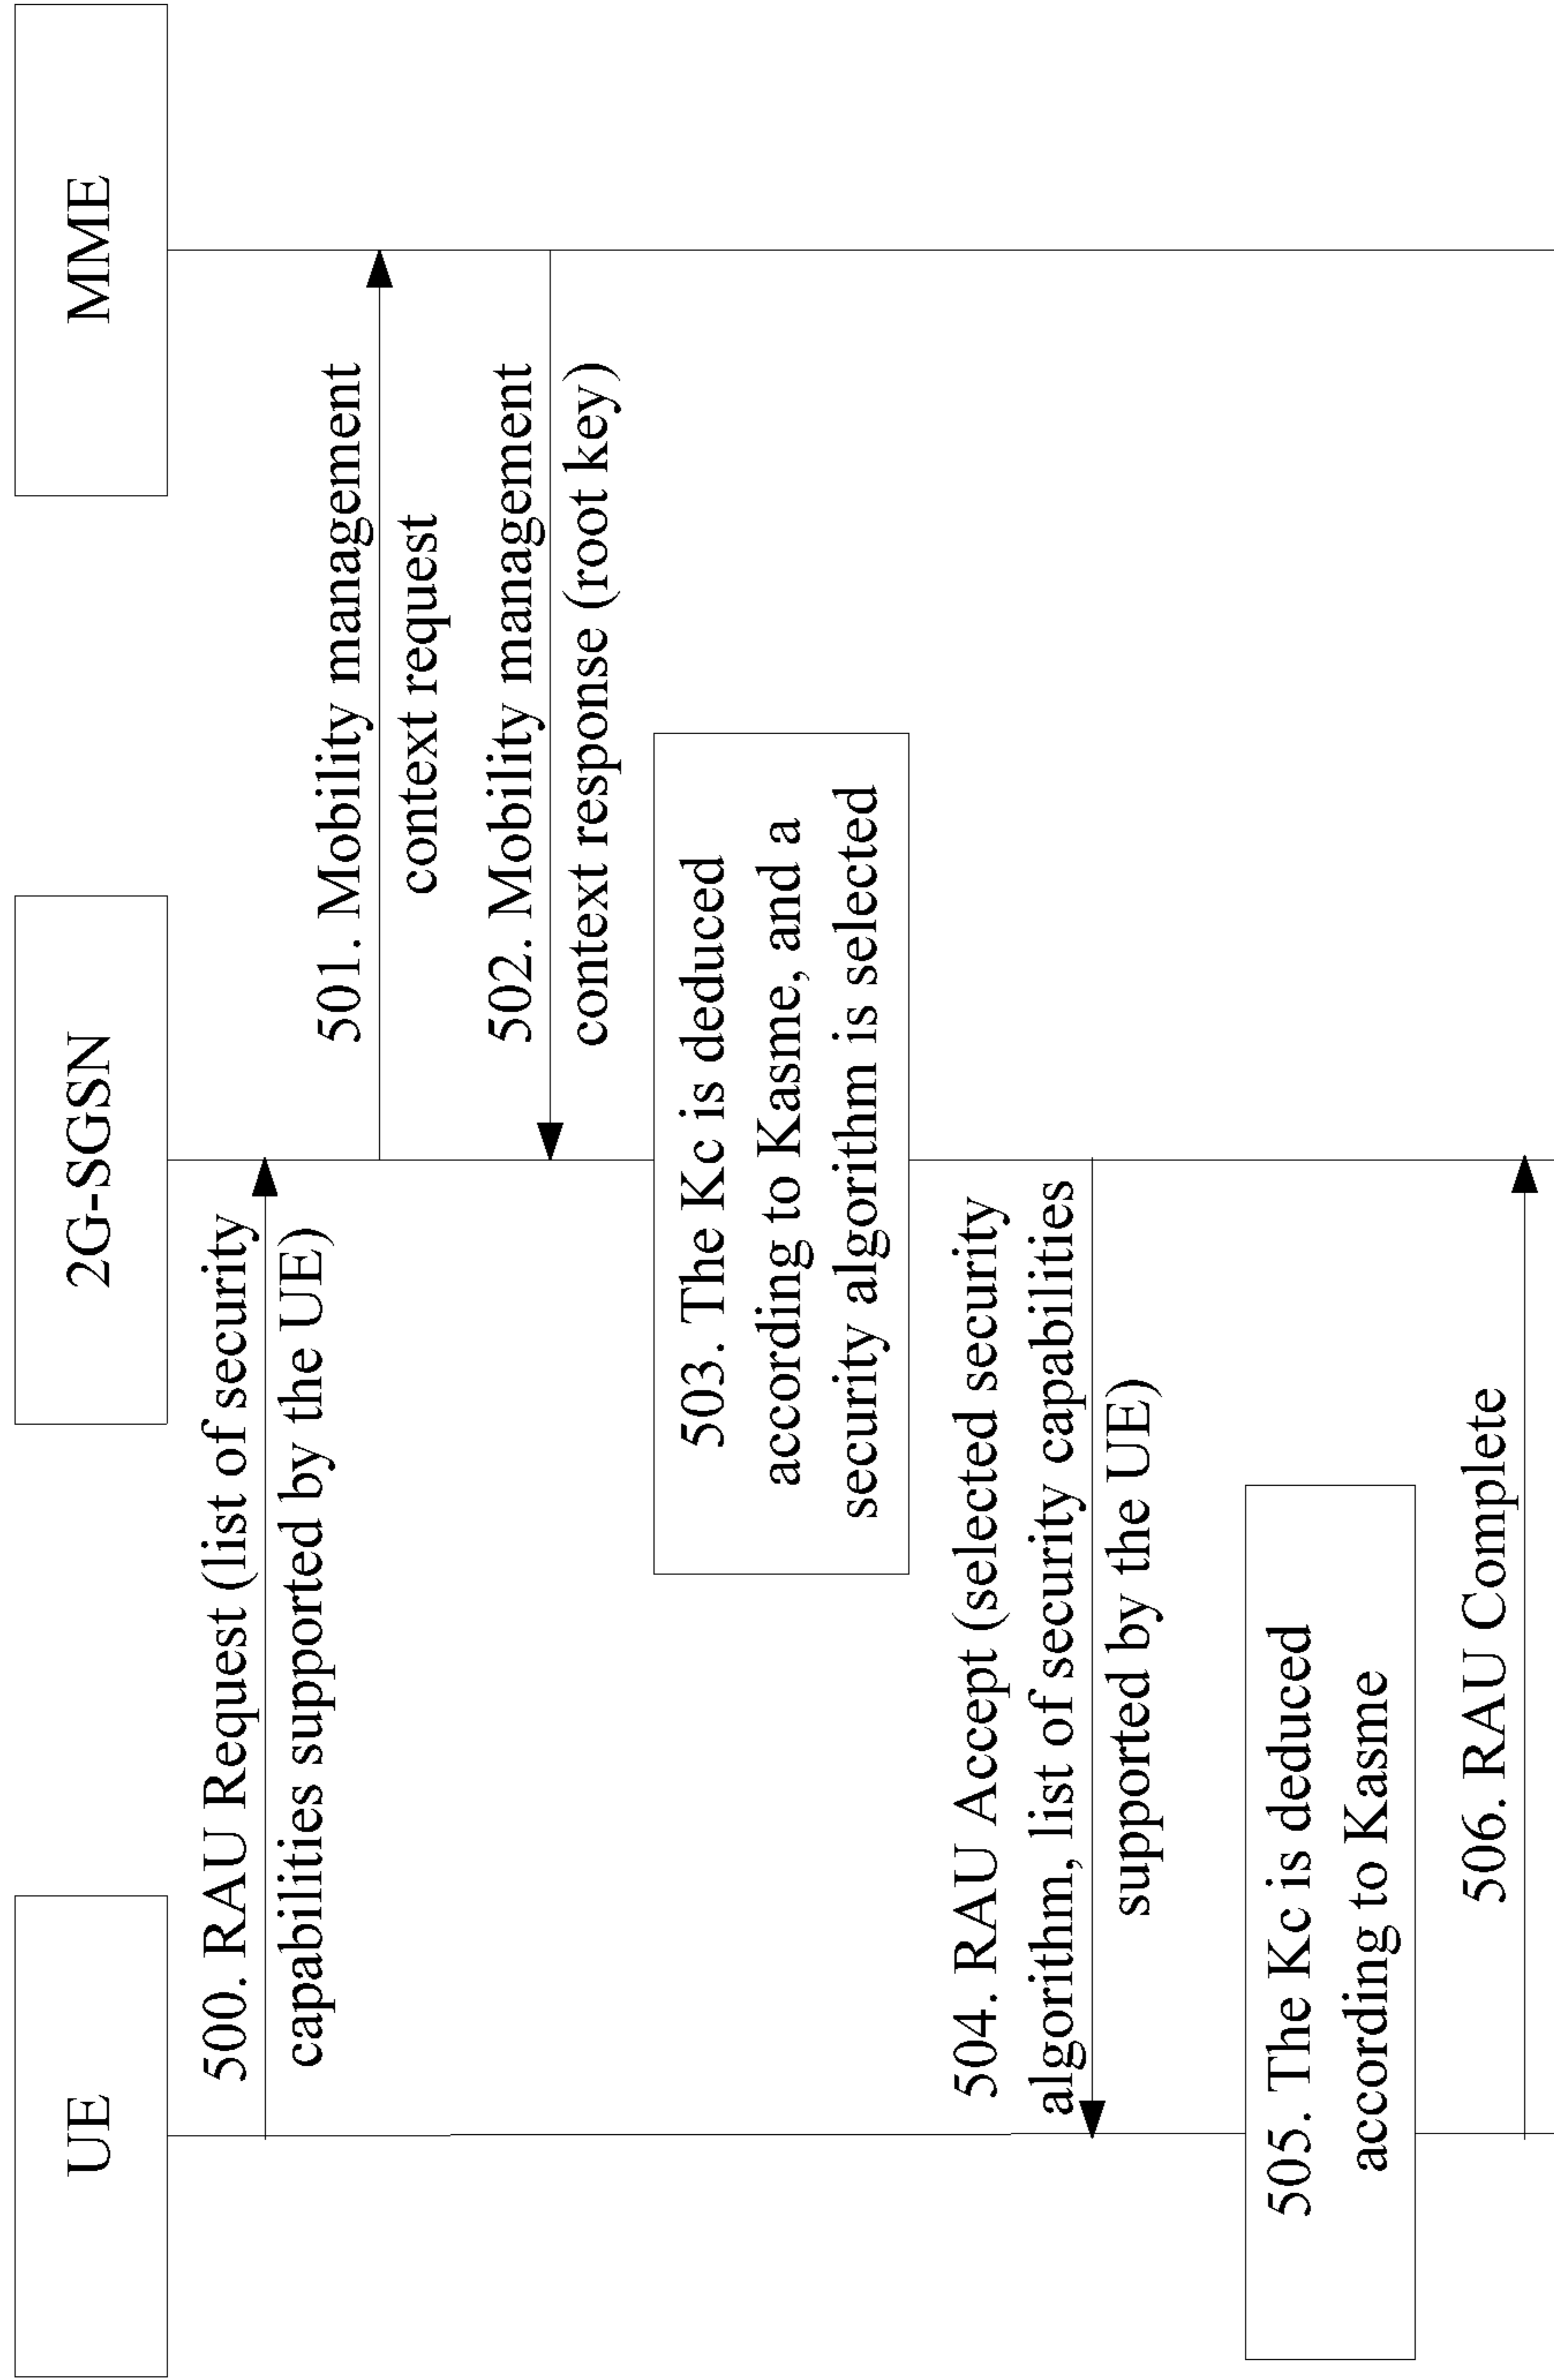 UE
2G-SGSN
MME
500. RAU Request (list of security
capabilities supported by the UE)
501. Mobility management
context request
502. Mobility management
context response (root key)
503. The Kc is deduced
according to Kasme, and a
security algorithm is selected
504. RAU Accept (selected security
algorithm, list of security capabilities
supported by the UE)
505. The Kc is deduced
according to Kasme
506. RAU Complete